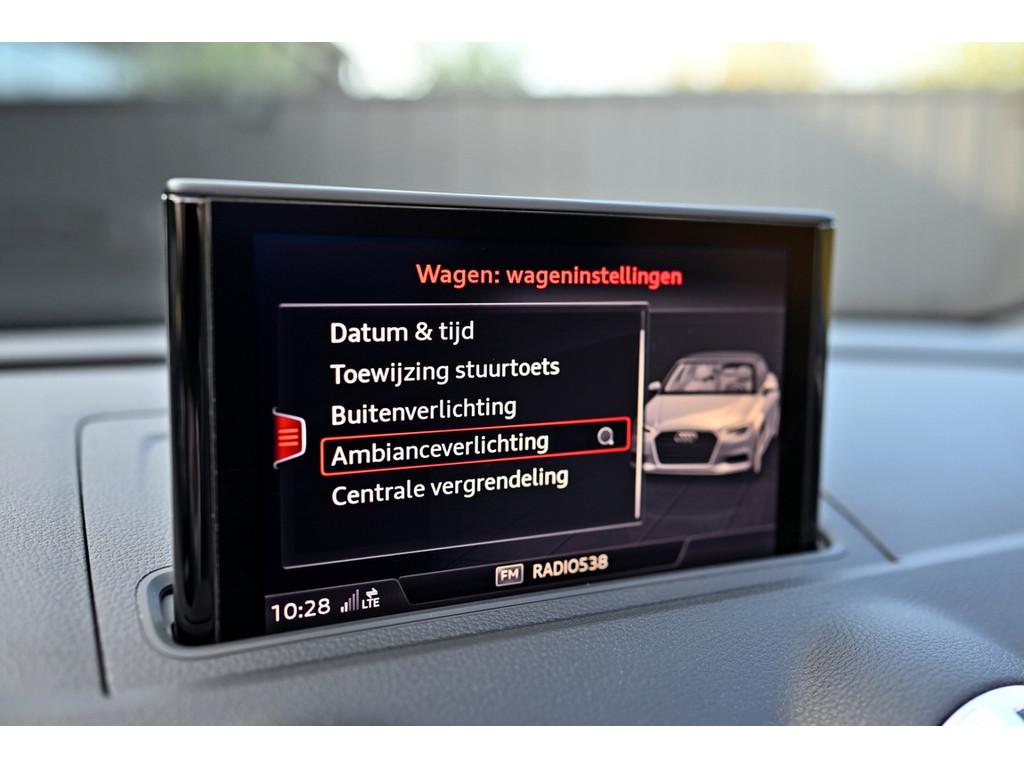 Wagen: wageninstellingen
Datum & tijd
Toewijzing stuurtoets
Buitenverlichting
Ambianceverlichting
Centrale vergrendeling
FM RADIO538
10:28 LTE